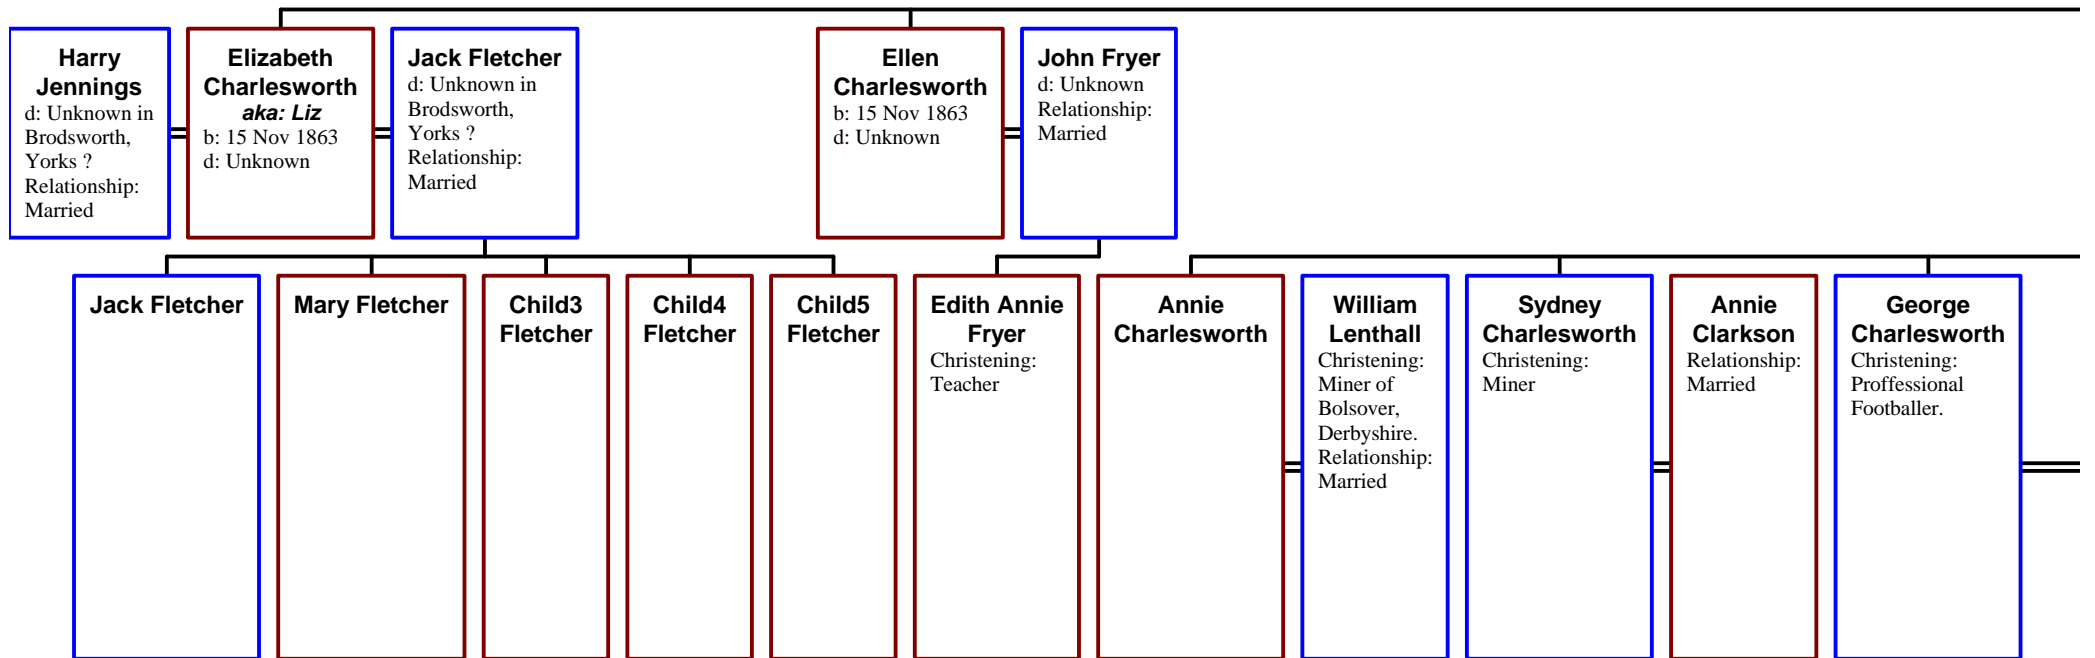 Harry
Jennings
d: Unknown in
Brodsworth,
Yorks ?
Relationship:
Married
Elizabeth
Charlesworth
aka: Liz
b: 15 Nov 1863
d: Unknown
Jack Fletcher
d: Unknown in
Brodsworth,
Yorks ?
Relationship:
Married
Ellen
Charlesworth
b: 15 Nov 1863
d: Unknown
John Fryer
d: Unknown
Relationship:
Married
Jack Fletcher
Mary Fletcher
Child3
Fletcher
Child4
Fletcher
Child5
Fletcher
Edith Annie
Fryer
Christening:
Teacher
Annie
Charlesworth
William
Lenthall
Christening:
Miner of
Bolsover,
Derbyshire.
Relationship:
Married
Sydney
Charlesworth
Christening:
Miner
Annie
Clarkson
Relationship:
Married
George
Charlesworth
Christening:
Proffessional
Footballer.